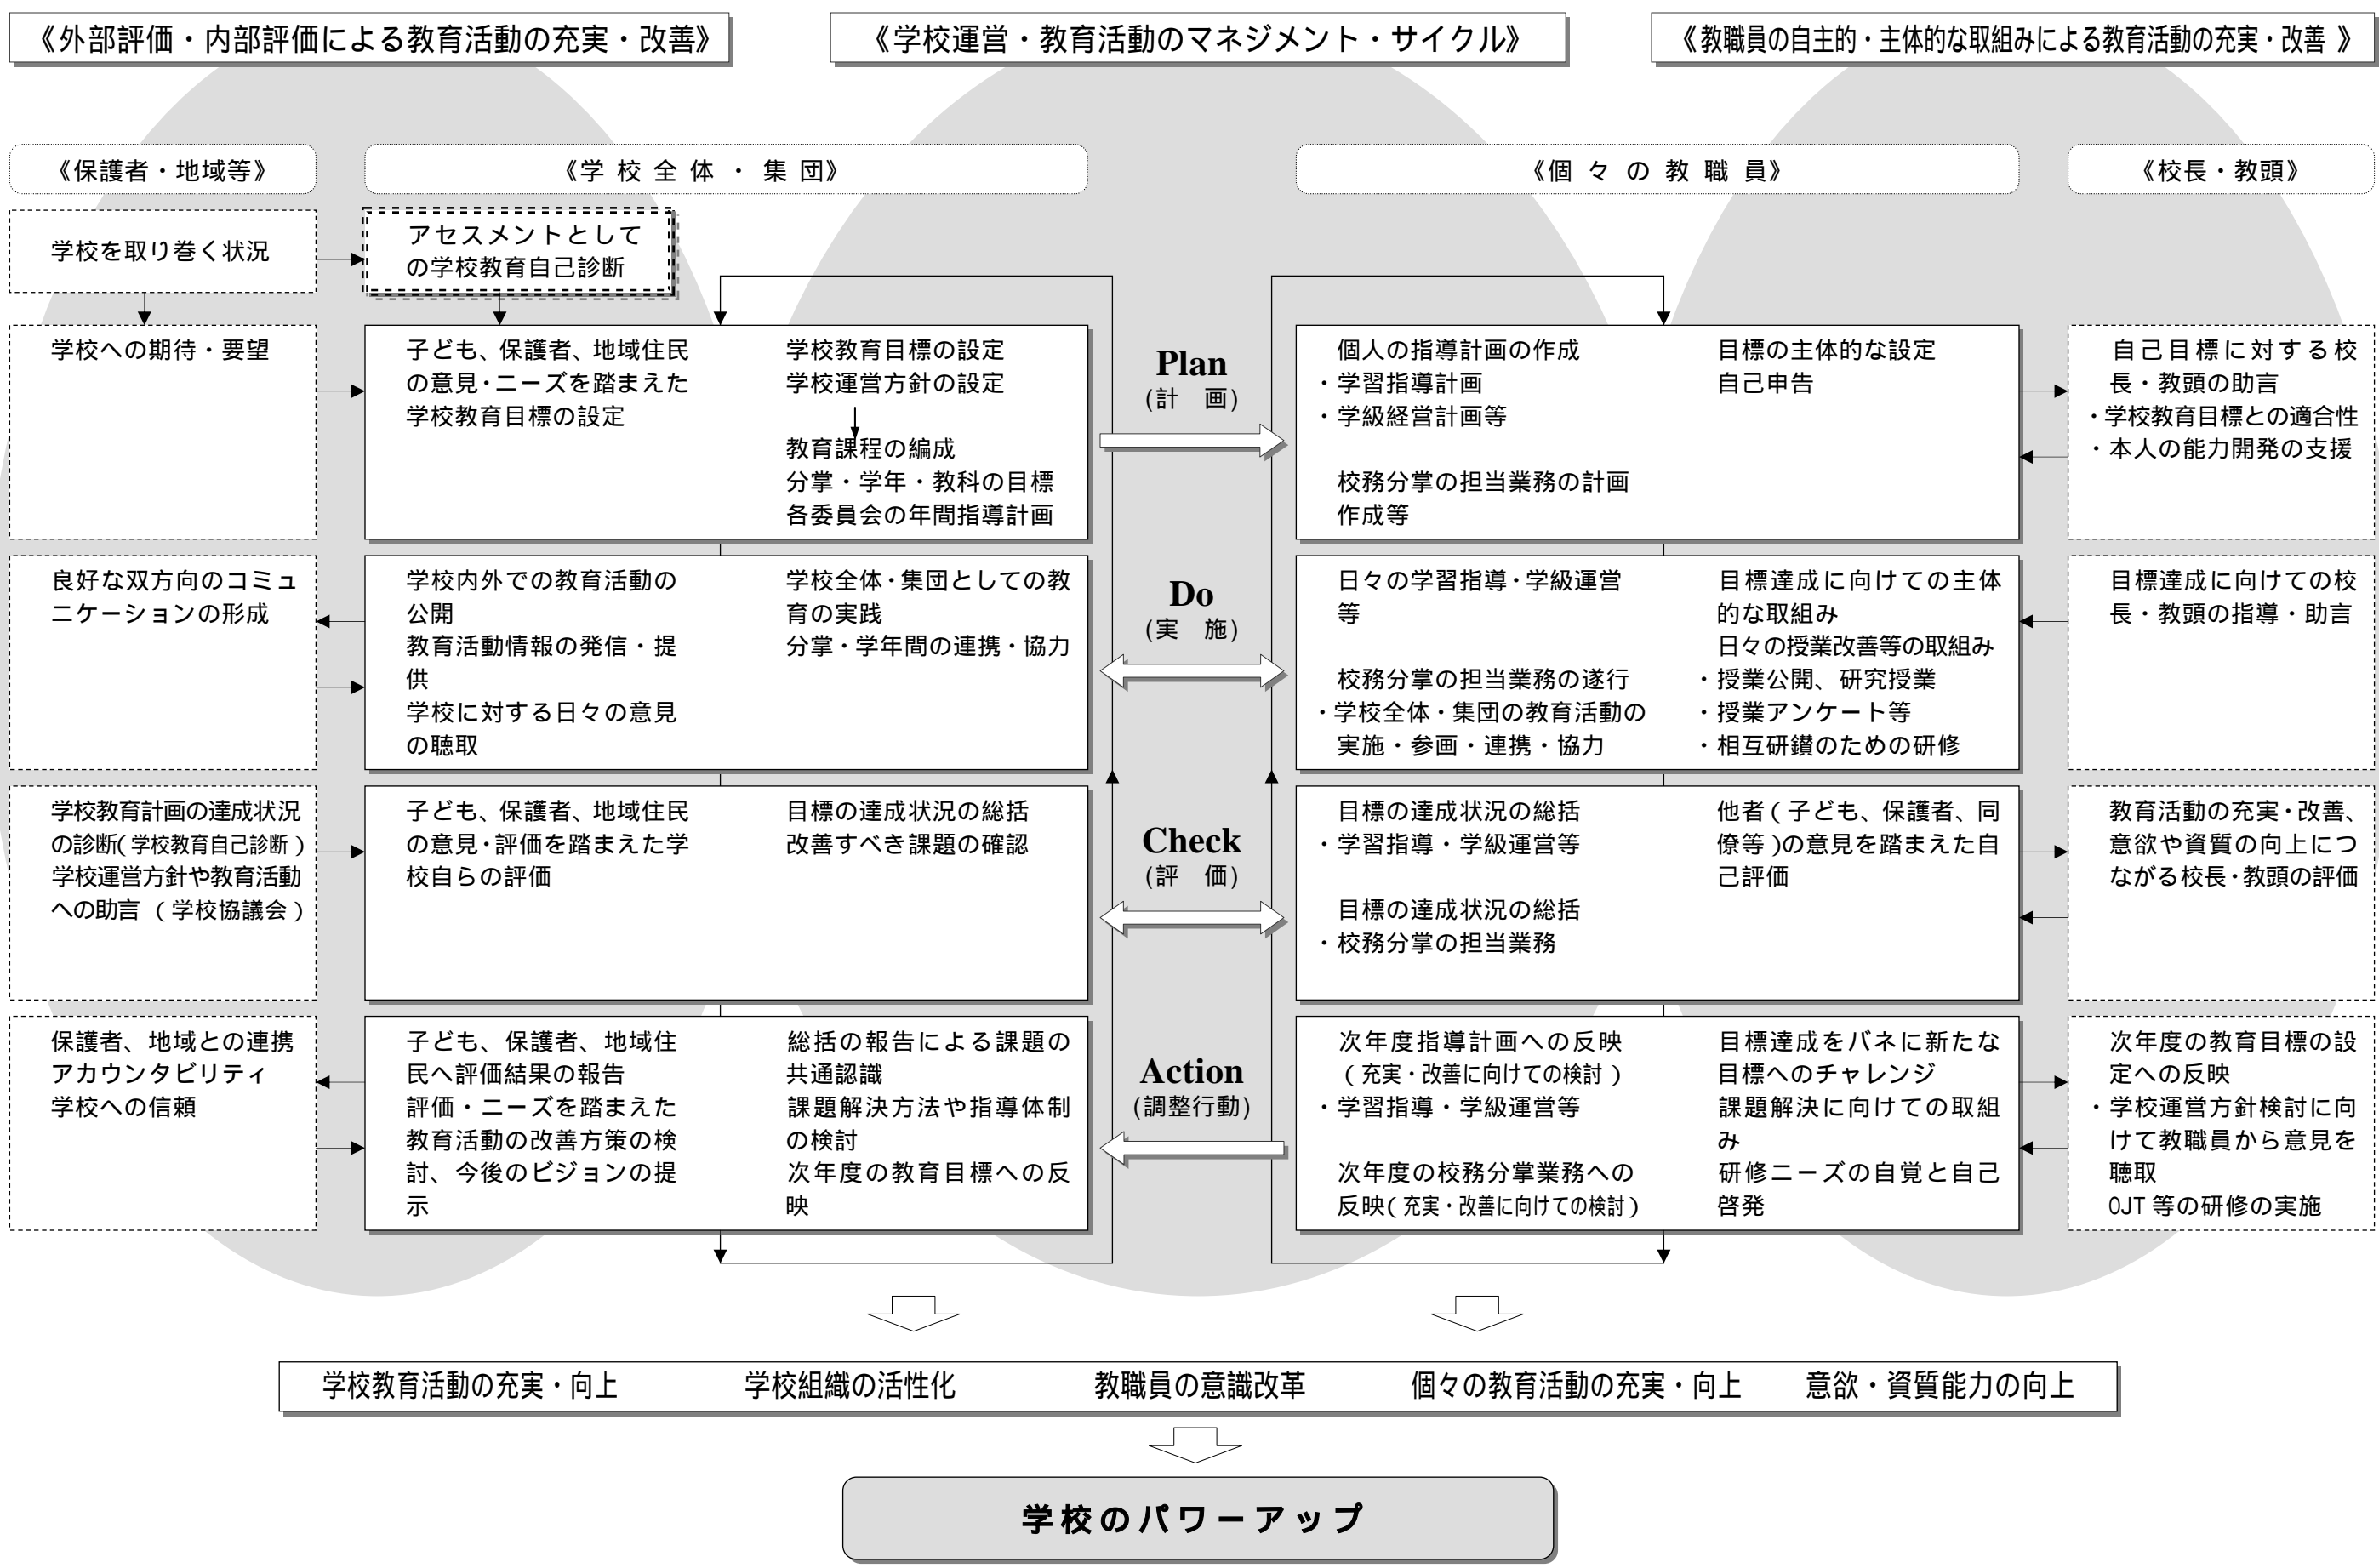 《外部評価・内部評価による教育活動の充実・改善》
《学校運営・教育活動のマネジメント・サイクル》
《教職員の自主的・主体的な取組みによる教育活動の充実・改善 》
《保護者・地域等》
《学 校 全 体 ・ 集 団》
《個 々 の 教 職 員》
《校長・教頭》
学校を取り巻く状況
アセスメントとして
の学校教育自己診断
学校への期待・要望
子ども、保護者、地域住民
の意見・ニーズを踏まえた
学校教育目標の設定
学校教育目標の設定
学校運営方針の設定
教育課程の編成
分掌・学年・教科の目標
各委員会の年間指導計画
Plan
(計 画)
個人の指導計画の作成
・学習指導計画
・学級経営計画等
校務分掌の担当業務の計画
作成等
目標の主体的な設定
自己申告
自己目標に対する校
長・教頭の助言
・学校教育目標との適合性
・本人の能力開発の支援
良好な双方向のコミュ
ニケーションの形成
学校内外での教育活動の
公開
教育活動情報の発信・提
供
学校に対する日々の意見
の聴取
学校全体・集団としての教
育の実践
分掌・学年間の連携・協力
Do
(実 施)
日々の学習指導・学級運営
等
校務分掌の担当業務の遂行
・学校全体・集団の教育活動の
実施・参画・連携・協力
目標達成に向けての主体
的な取組み
日々の授業改善等の取組み
・授業公開、研究授業
・授業アンケート等
・相互研鑚のための研修
目標達成に向けての校
長・教頭の指導・助言
学校教育計画の達成状況
の診断(学校教育自己診断)
学校運営方針や教育活動
への助言 (学校協議会)
子ども、保護者、地域住民
の意見・評価を踏まえた学
校自らの評価
目標の達成状況の総括
改善すべき課題の確認
Check
(評 価)
目標の達成状況の総括
・学習指導・学級運営等
目標の達成状況の総括
・校務分掌の担当業務
他者(子ども、保護者、同
僚等)の意見を踏まえた自
己評価
教育活動の充実・改善、
意欲や資質の向上につ
ながる校長・教頭の評価
保護者、地域との連携
アカウンタビリティ
学校への信頼
子ども、保護者、地域住
民へ評価結果の報告
評価・ニーズを踏まえた
教育活動の改善方策の検
討、今後のビジョンの提
示
総括の報告による課題の
共通認識
課題解決方法や指導体制
の検討
次年度の教育目標への反
映
Action
(調整行動)
次年度指導計画への反映
(充実・改善に向けての検討)
・学習指導・学級運営等
次年度の校務分掌業務への
反映(充実・改善に向けての検討)
目標達成をバネに新たな
目標へのチャレンジ
課題解決に向けての取組
み
研修ニーズの自覚と自己
啓発
次年度の教育目標の設
定への反映
・学校運営方針検討に向
けて教職員から意見を
聴取
OJT 等の研修の実施
学校教育活動の充実・向上
学校組織の活性化
教職員の意識改革
個々の教育活動の充実・向上
意欲・資質能力の向上
学校のパワーアップ